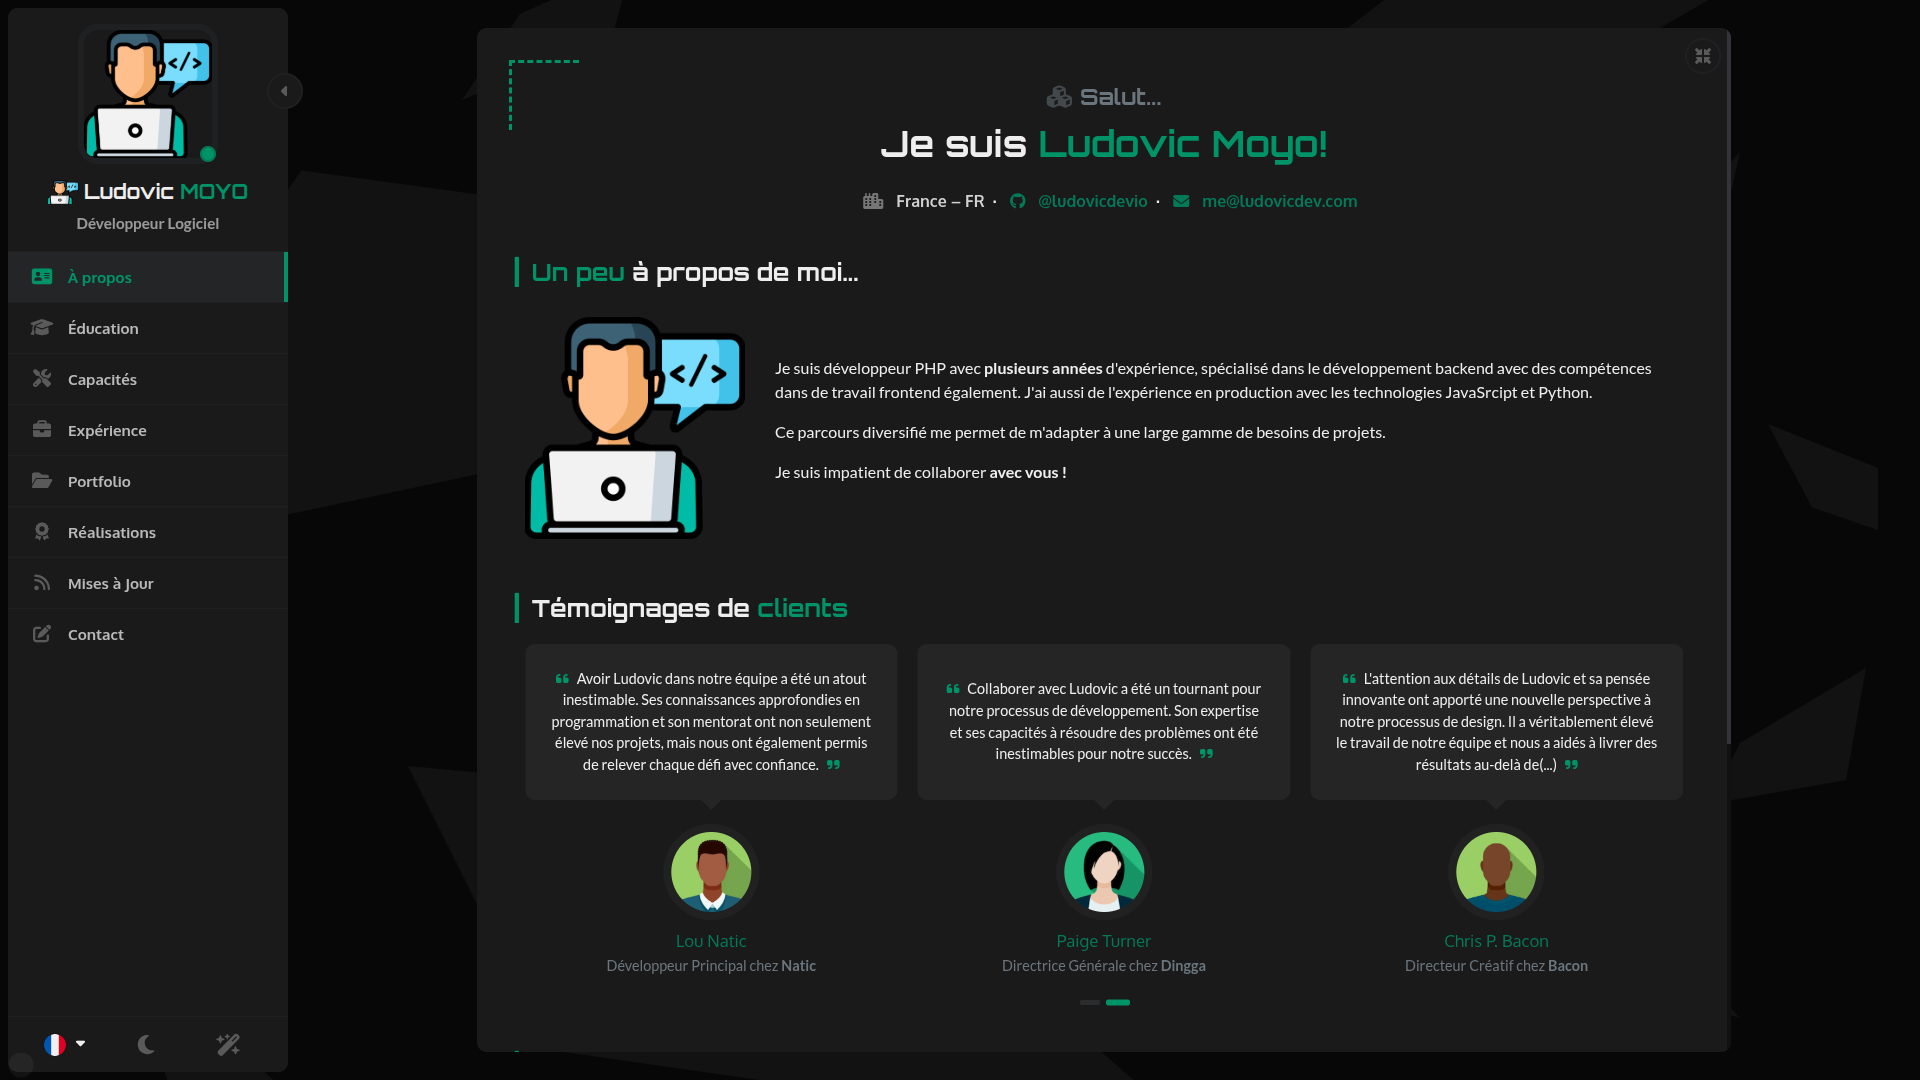 Ludovic MOYO
Développeur Logiciel
À propos
Éducation
Capacités
Expérience
Portfolio
Réalisations
Mises à Jour
Contact
Salut...
Je suis Ludovic Moyo!
France – FR · @ludovicdevio · me@ludovicdev.com
Un peu à propos de moi...
Je suis développeur PHP avec plusieurs années d'expérience, spécialisé dans le développement backend avec des compétences
dans de travail frontend également. J'ai aussi de l'expérience en production avec les technologies JavaSrcipt et Python.
Ce parcours diversifié me permet de m'adapter à une large gamme de besoins de projets.
Je suis impatient de collaborer avec vous !
Témoignages de clients
Avoir Ludovic dans notre équipe a été un atout
inestimable. Ses connaissances approfondies en
programmation et son mentorat ont non seulement
élevé nos projets, mais nous ont également permis
de relever chaque défi avec confiance.
Lou Natic
Développeur Principal chez Natic
Collaborer avec Ludovic a été un tournant pour
notre processus de développement. Son expertise
et ses capacités à résoudre des problèmes ont été
inestimables pour notre succès.
Paige Turner
Directrice Générale chez Dingga
L'attention aux détails de Ludovic et sa pensée
innovante ont apporté une nouvelle perspective à
notre processus de design. Il a véritablement élevé
le travail de notre équipe et nous a aidés à livrer des
résultats au-delà de(...)
Chris P. Bacon
Directeur Créatif chez Bacon